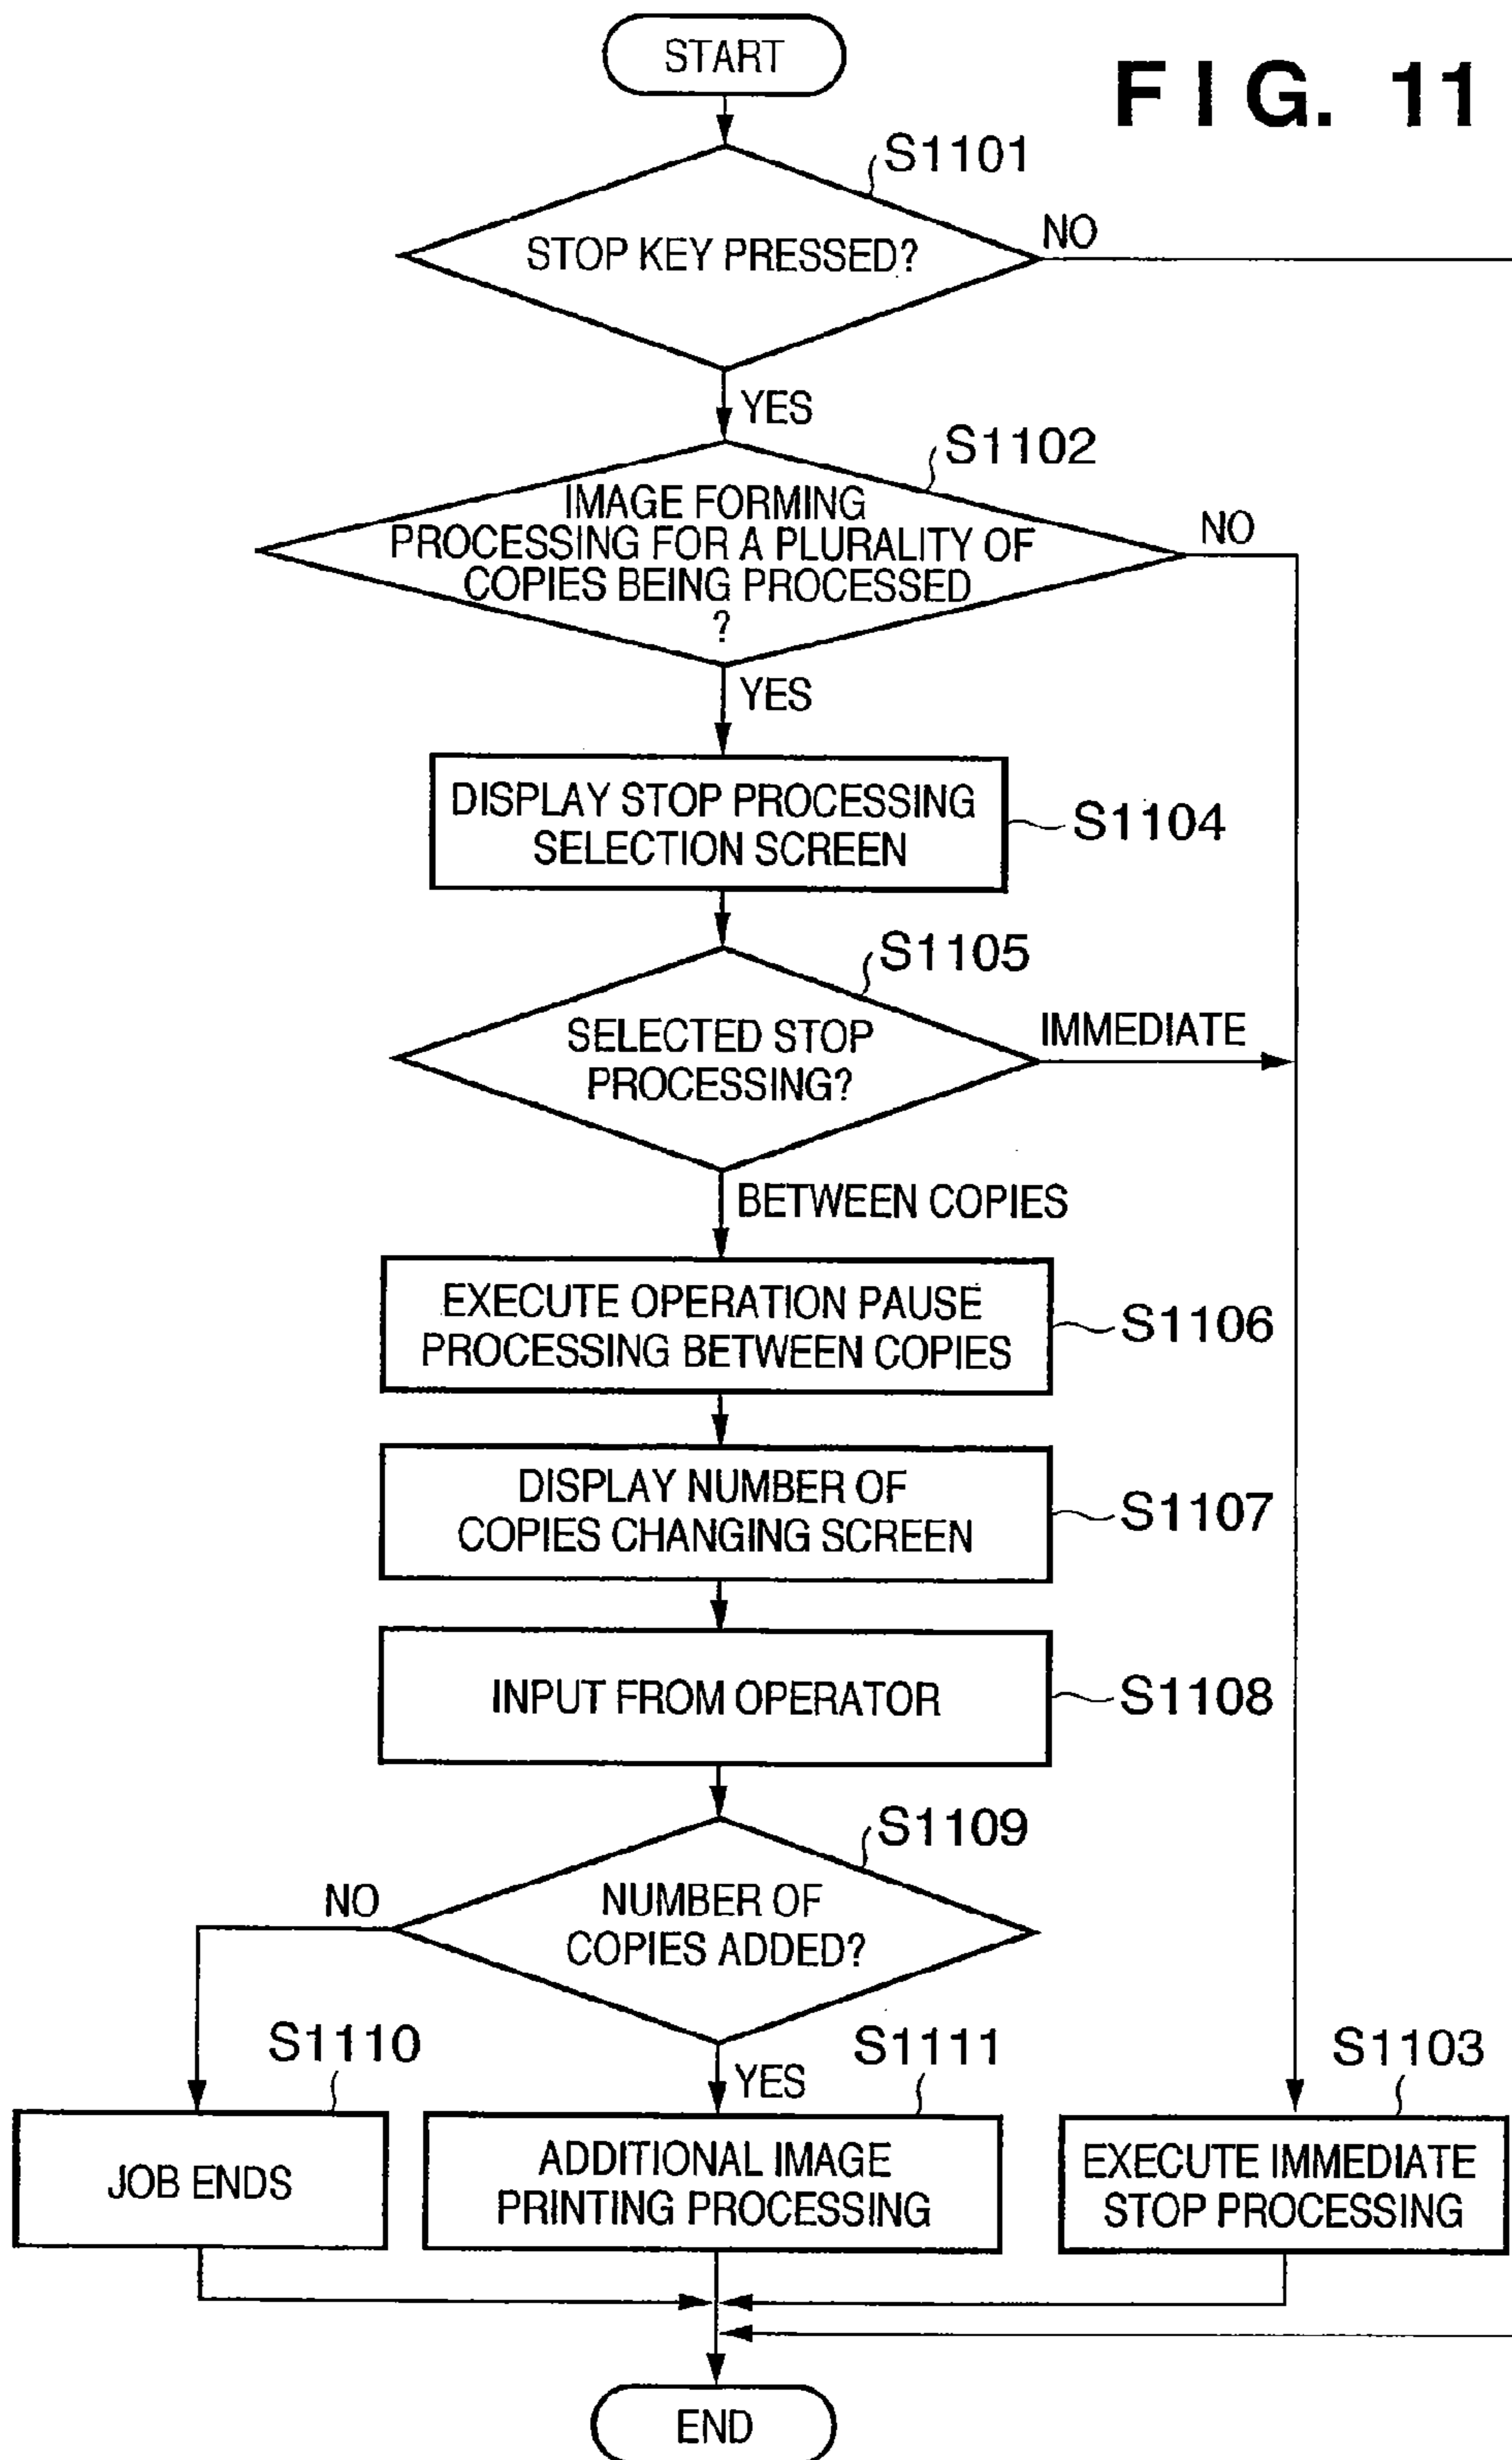 START
FIG. 11
S1101
STOP KEY PRESSED?
NO
YES
S1102
IMAGE FORMING
PROCESSING FOR A PLURALITY OF
COPIES BEING PROCESSED
?
NO
YES
DISPLAY STOP PROCESSING
SELECTION SCREEN
S1104
S1105
SELECTED STOP
PROCESSING?
IMMEDIATE
BETWEEN COPIES
EXECUTE OPERATION PAUSE
PROCESSING BETWEEN COPIES
S1106
DISPLAY NUMBER OF
COPIES CHANGING SCREEN
S1107
INPUT FROM OPERATOR
S1108
S1109
NUMBER OF
COPIES ADDED?
NO
YES
S1110
JOB ENDS
S1111
ADDITIONAL IMAGE
PRINTING PROCESSING
S1103
EXECUTE IMMEDIATE
STOP PROCESSING
END